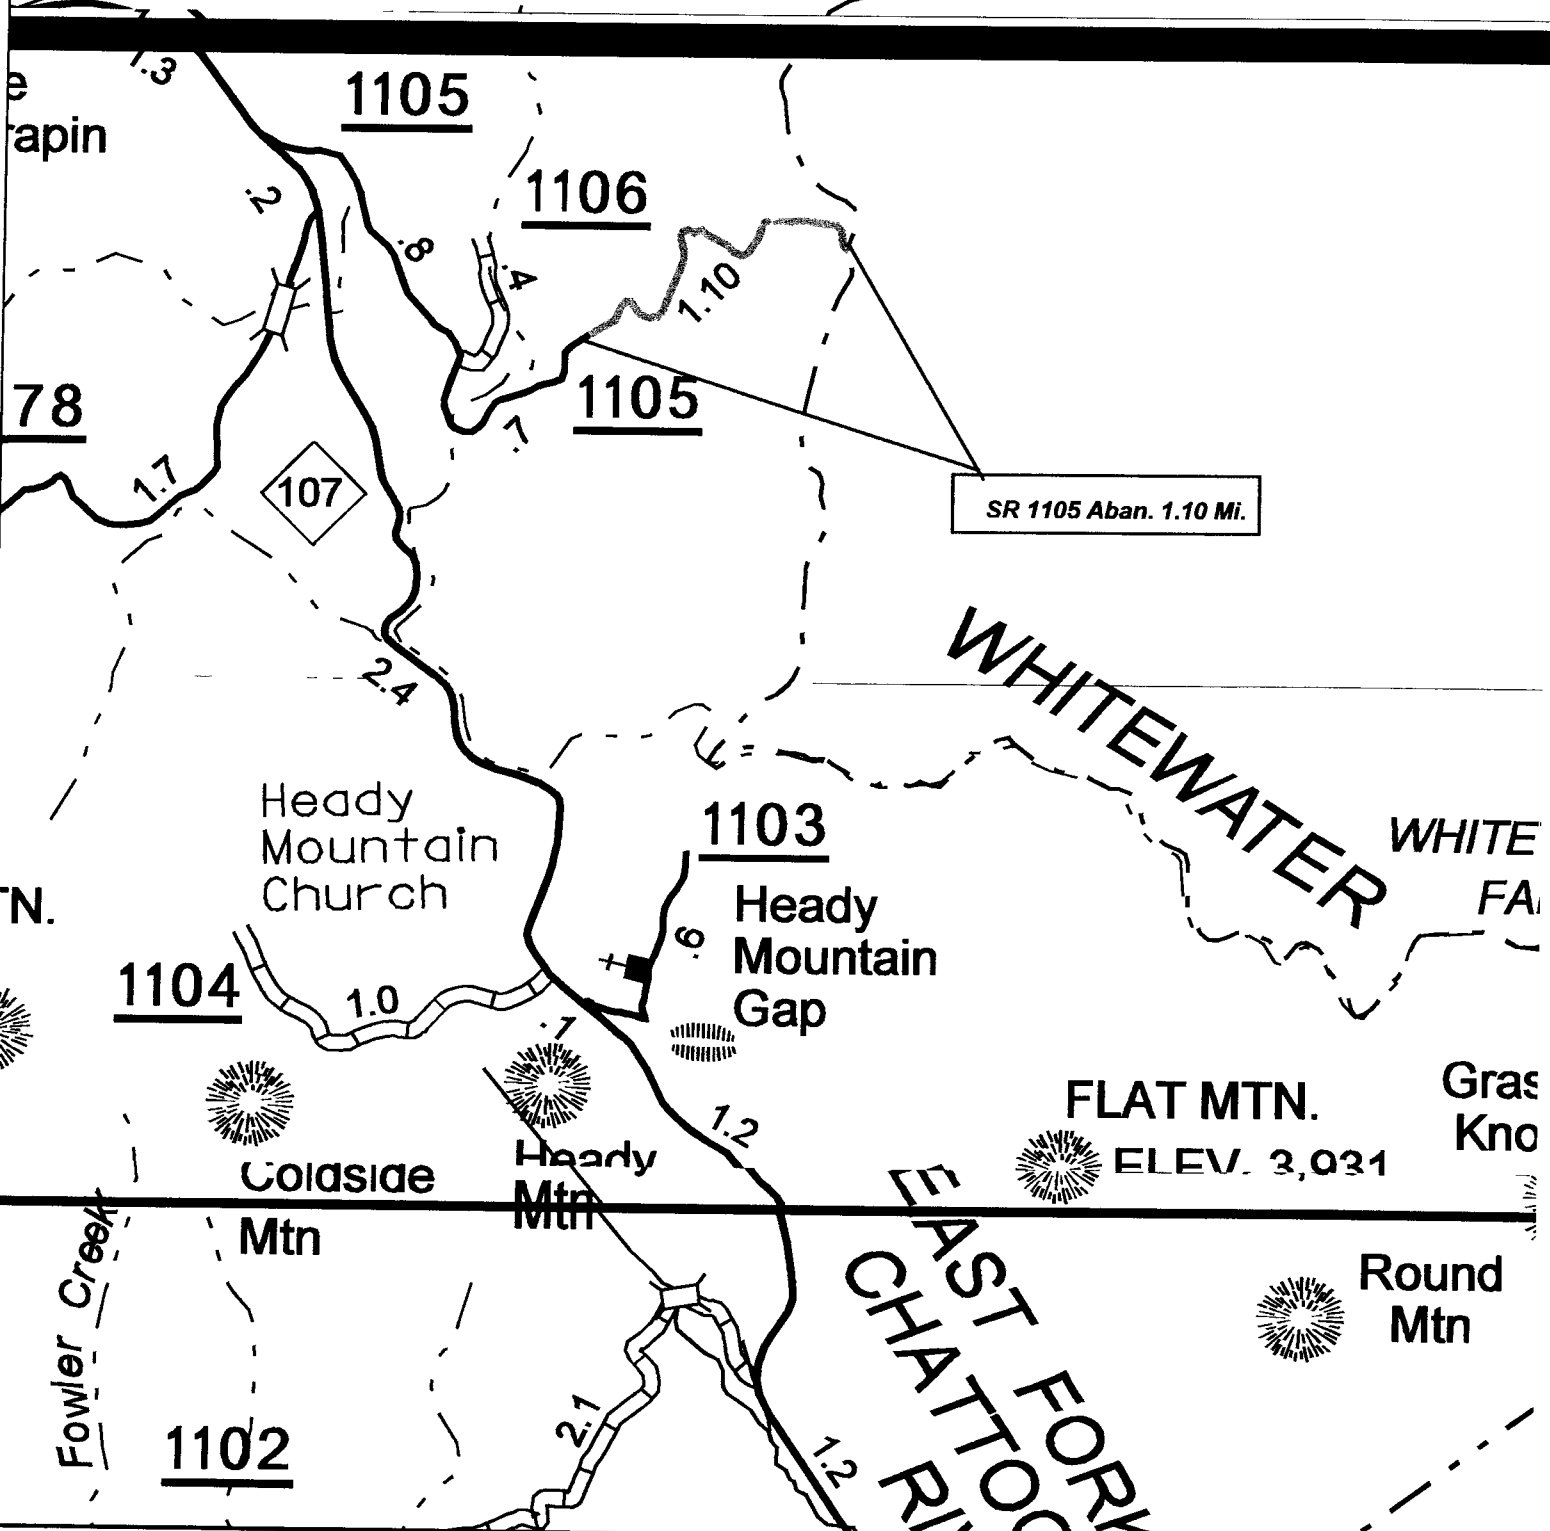 1.3
1105
rapin
1106
.2
.8
.4
1.10
78
1105
.7
1.7
107
SR 1105 Aban. 1.10 Mi.
WHITEWATER
2.4
Heady
Mountain
Church
1103
WHITE
TN.
Heady
Mountain
Gap
.6
1104
1.0
.1
1.2
FLAT MTN.
ELEV. 3,931
Gras
Kno
Coldside
Mtn
Heady
Mtn
Fowler Creek
EAST FORK
CHATTOO
RIV
Round
Mtn
2.1
1102
1.2